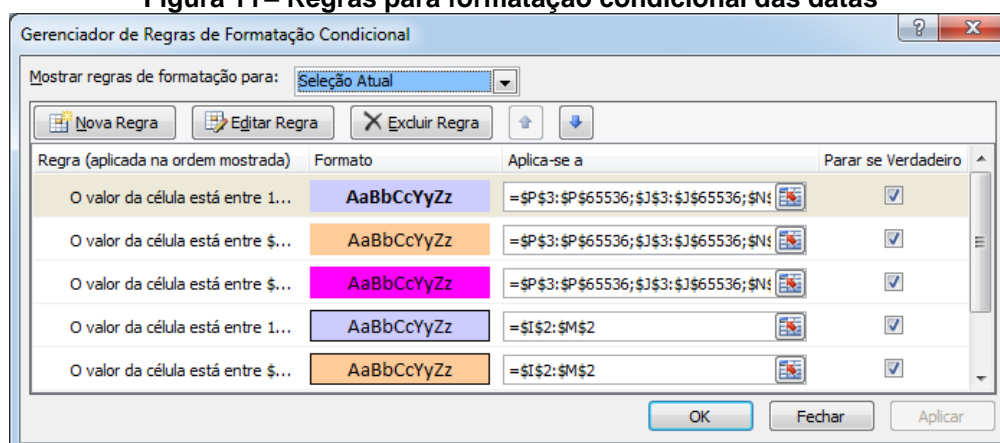 Figura 11– Regras para formatação condicional das datas
Gerenciador de Regras de Formatação Condicional
?
Mostrar regras de formatação para: Seleção Atual
Nova Regra Editar Regra Excluir Regra
Regra (aplicada na ordem mostrada) Formato Aplica-se a Parar se Verdadeiro
O valor da célula está entre 1... AaBbCcYyZz =$P$3:$P$65536;$J$3:$J$65536;$N$
O valor da célula está entre $... AaBbCcYyZz =$P$3:$P$65536;$J$3:$J$65536;$N$
O valor da célula está entre $... AaBbCcYyZz =$P$3:$P$65536;$J$3:$J$65536;$N$
O valor da célula está entre 1... AaBbCcYyZz =$I$2:$M$2
O valor da célula está entre $... AaBbCcYyZz =$I$2:$M$2
OK Fechar Aplicar